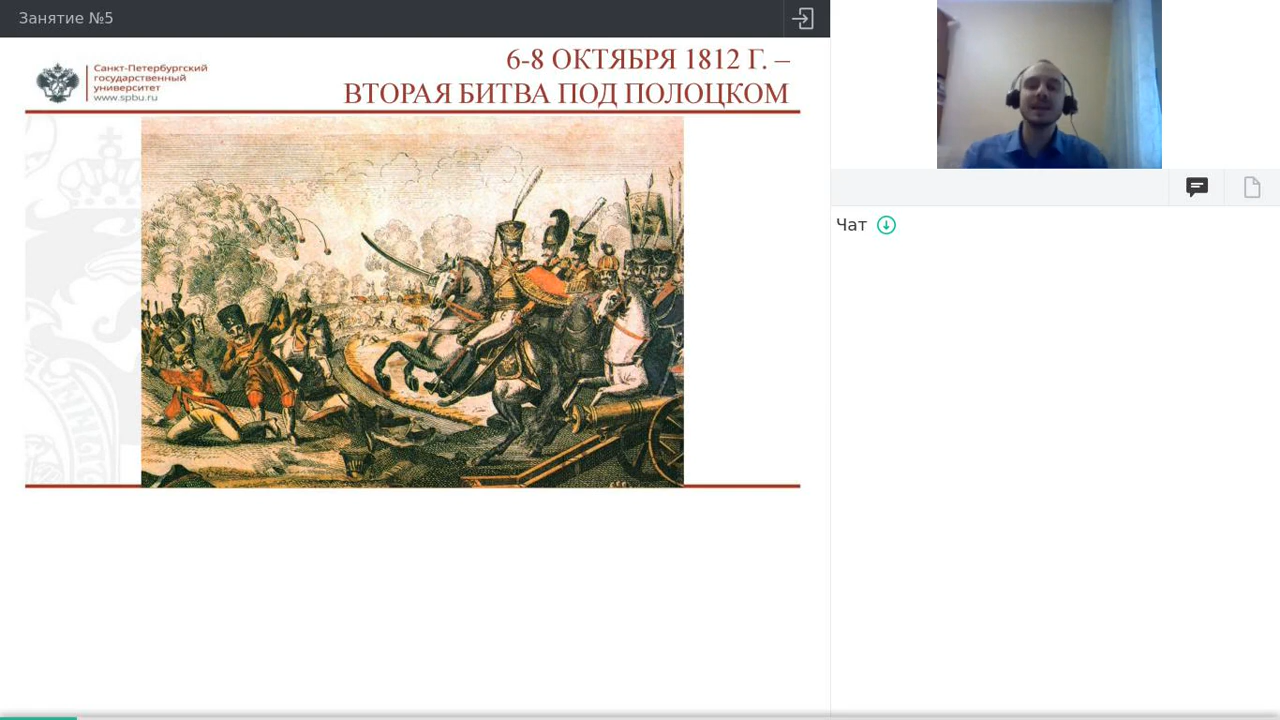 Занятие №5
Санкт-Петербургский
государственный
университет
www.spbu.ru
6-8 ОКТЯБРЯ 1812 Г. –
ВТОРАЯ БИТВА ПОД ПОЛОЦКОМ
Чат